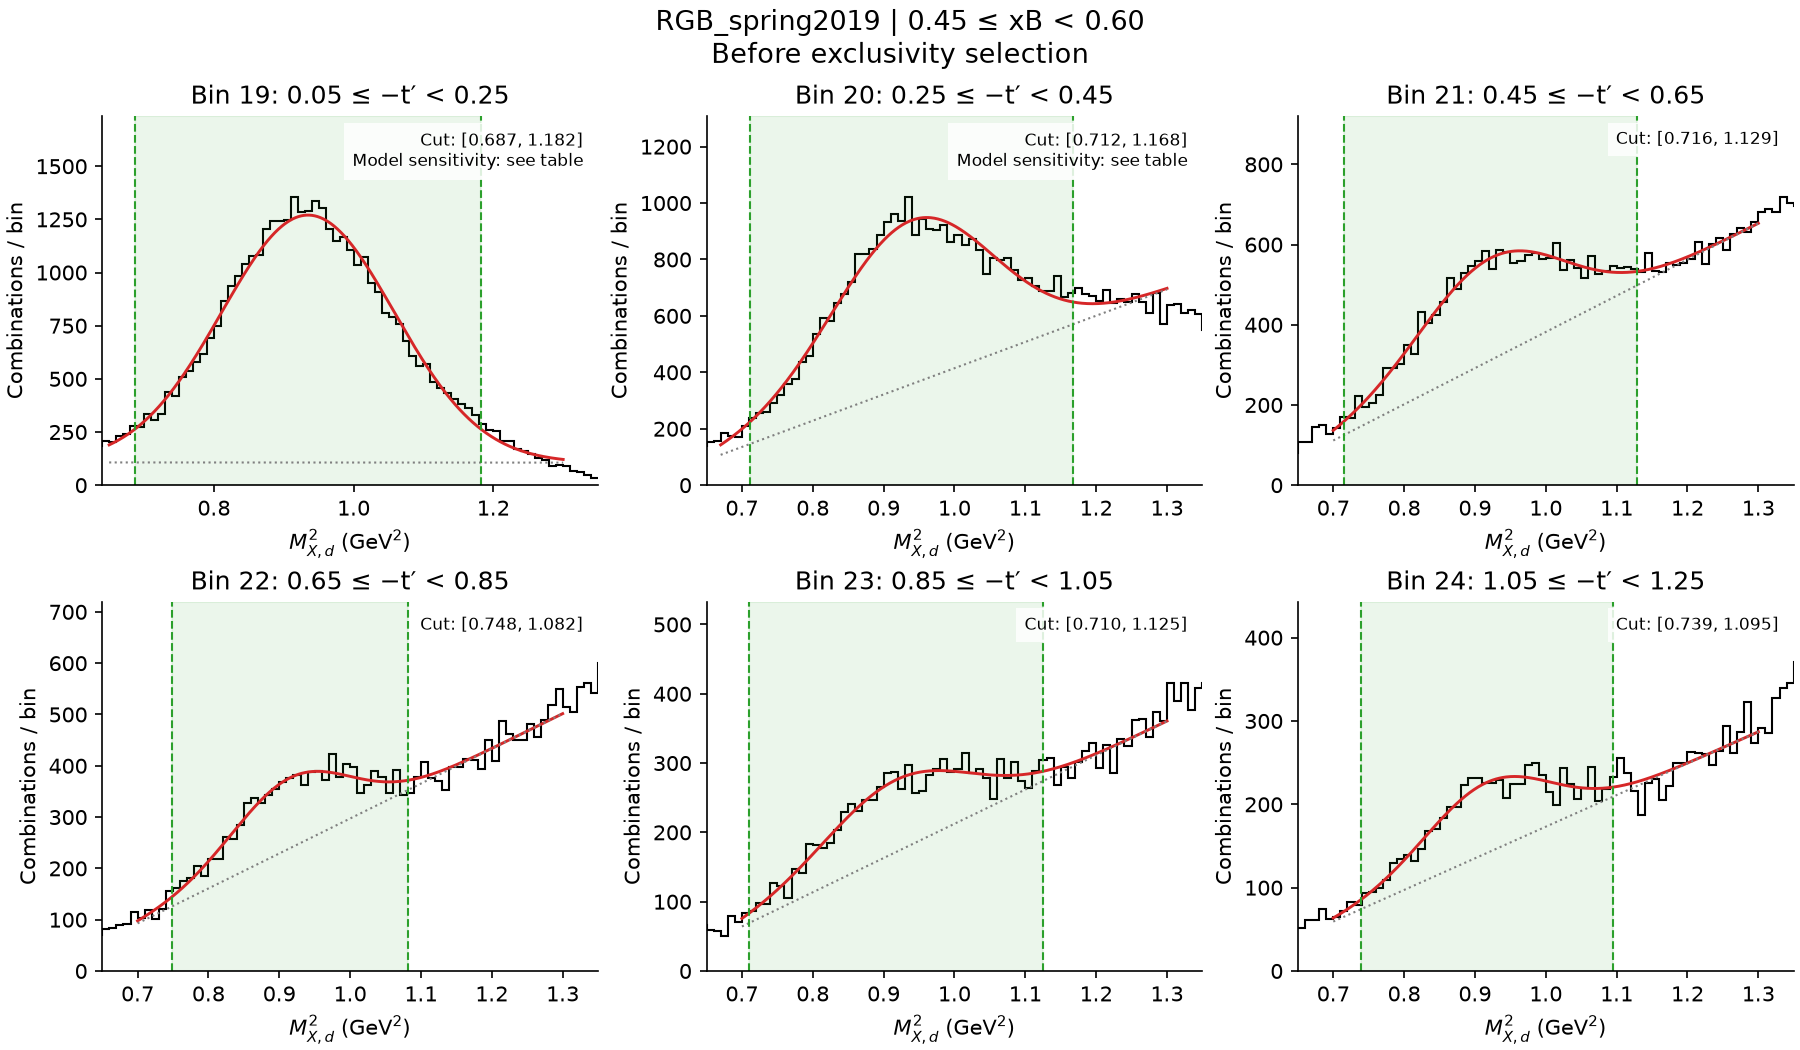 RGB_spring2019 | 0.45 ≤ xB < 0.60
Before exclusivity selection
Bin 19: 0.05 ≤ −t′ < 0.25
Cut: [0.687, 1.182]
Model sensitivity: see table
Combinations / bin
1500
1250
1000
750
500
250
0
0.8 1.0 1.2
M²X,d (GeV²)
Bin 20: 0.25 ≤ −t′ < 0.45
Cut: [0.712, 1.168]
Model sensitivity: see table
Combinations / bin
1200
1000
800
600
400
200
0
0.7 0.8 0.9 1.0 1.1 1.2 1.3
M²X,d (GeV²)
Bin 21: 0.45 ≤ −t′ < 0.65
Cut: [0.716, 1.129]
Combinations / bin
800
600
400
200
0
0.7 0.8 0.9 1.0 1.1 1.2 1.3
M²X,d (GeV²)
Bin 22: 0.65 ≤ −t′ < 0.85
Cut: [0.748, 1.082]
Combinations / bin
700
600
500
400
300
200
100
0
0.7 0.8 0.9 1.0 1.1 1.2 1.3
M²X,d (GeV²)
Bin 23: 0.85 ≤ −t′ < 1.05
Cut: [0.710, 1.125]
Combinations / bin
500
400
300
200
100
0
0.7 0.8 0.9 1.0 1.1 1.2 1.3
M²X,d (GeV²)
Bin 24: 1.05 ≤ −t′ < 1.25
Cut: [0.739, 1.095]
Combinations / bin
400
300
200
100
0
0.7 0.8 0.9 1.0 1.1 1.2 1.3
M²X,d (GeV²)